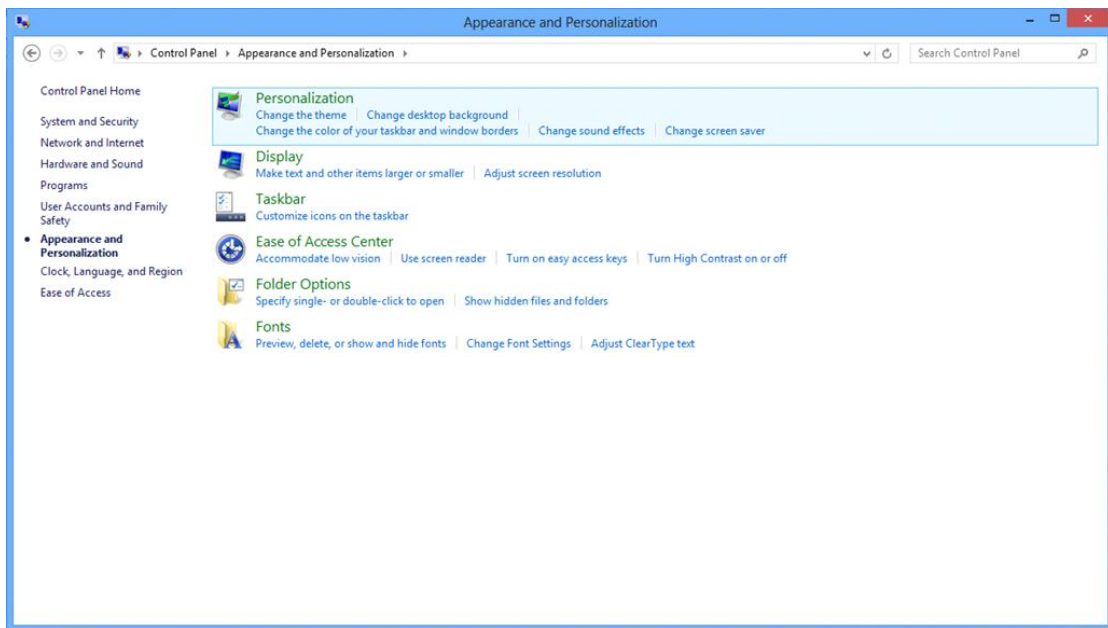 Appearance and Personalization
Control Panel Appearance and Personalization
Search Control Panel
Control Panel Home
System and Security
Network and Internet
Hardware and Sound
Programs
User Accounts and Family
Safety
Appearance and
Personalization
Clock, Language, and Region
Ease of Access
Personalization
Change the theme Change desktop background
Change the color of your taskbar and window borders Change sound effects Change screen saver
Display
Make text and other items larger or smaller Adjust screen resolution
Taskbar
Customize icons on the taskbar
Ease of Access Center
Accommodate low vision Use screen reader Turn on easy access keys Turn High Contrast on or off
Folder Options
Specify single- or double-click to open Show hidden files and folders
Fonts
Preview, delete, or show and hide fonts Change Font Settings Adjust ClearType text